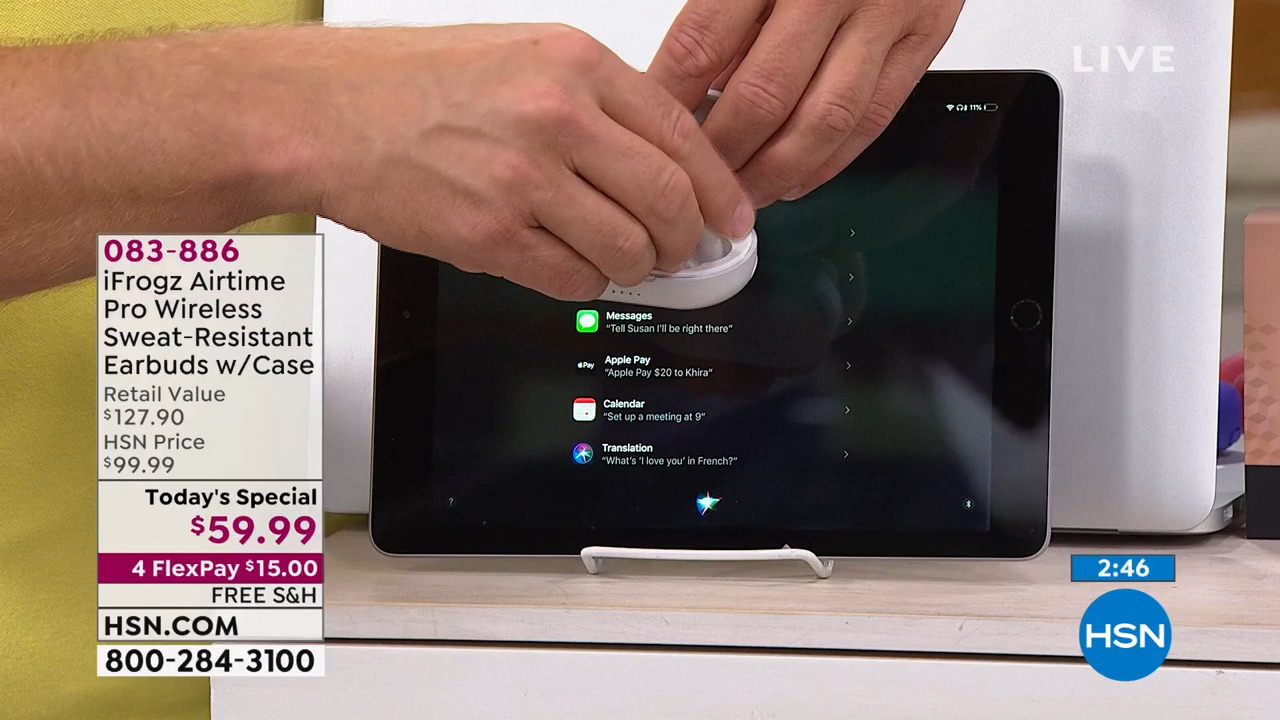 LIVE
11%
083-886
iFrogz Airtime
Pro Wireless
Sweat-Resistant
Earbuds w/Case
Retail Value
$127.90
HSN Price
$99.99
Today's Special
$59.99
4 FlexPay $15.00
FREE S&H
HSN.COM
800-284-3100
Messages
“Tell Susan I'll be right there”
Apple Pay
Pay
“Apple Pay $20 to Khira”
Calendar
“Set up a meeting at 9”
Translation
“What's ‘I love you’ in French?”
?
2:46
HSN